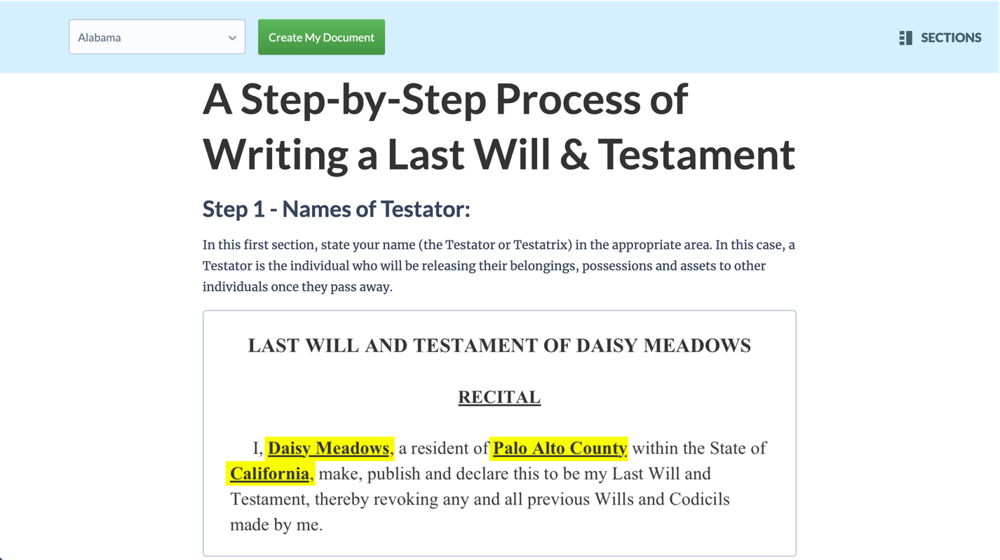 Alabama
Create My Document
SECTIONS
A Step-by-Step Process of
Writing a Last Will & Testament
Step 1 - Names of Testator:
In this first section, state your name (the Testator or Testatrix) in the appropriate area. In this case, a
Testator is the individual who will be releasing their belongings, possessions and assets to other
individuals once they pass away.
LAST WILL AND TESTAMENT OF DAISY MEADOWS
RECITAL
I, Daisy Meadows, a resident of Palo Alto County within the State of
California, make, publish and declare this to be my Last Will and
Testament, thereby revoking any and all previous Wills and Codicils
made by me.